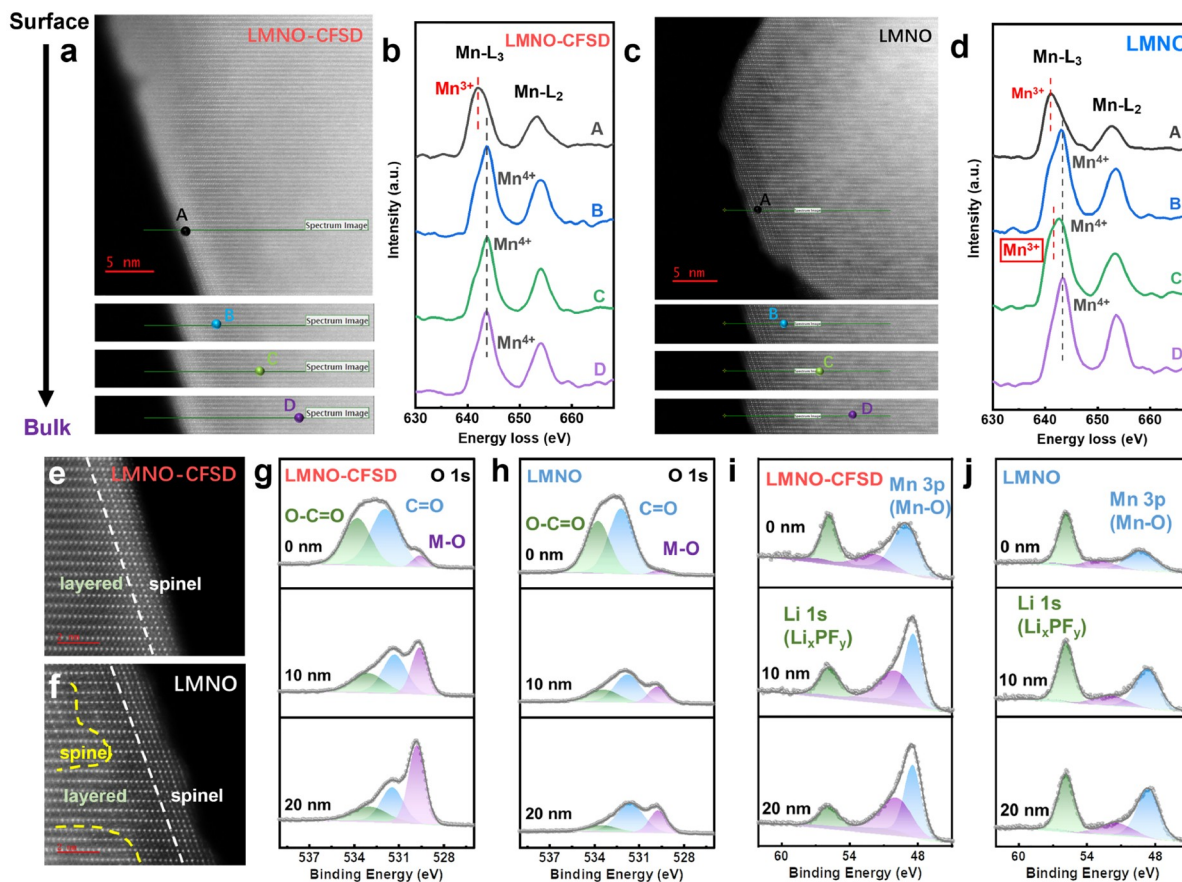 Surface
Bulk
a
LMNO-CFSD
A
Spectrum Image
5 nm
B
Spectrum Image
C
Spectrum Image
D
Spectrum Image
b
LMNO-CFSD
Mn-L₃
Mn³⁺
Mn-L₂
A
Mn⁴⁺
B
Mn⁴⁺
C
Mn⁴⁺
D
Intensity (a.u.)
630 640 650 660
Energy loss (eV)
c
LMNO
A
Spectrum Image
5 nm
B
C
D
d
LMNO
Mn-L₃
Mn³⁺
Mn-L₂
A
Mn⁴⁺
B
Mn⁴⁺
Mn³⁺
C
Mn⁴⁺
D
Intensity (a.u.)
630 640 650 660
Energy loss (eV)
e
LMNO-CFSD
layered
spinel
f
LMNO
spinel
layered
spinel
g
LMNO-CFSD
O 1s
O-C=O
C=O
M-O
0 nm
10 nm
20 nm
537 534 531 528
Binding Energy (eV)
h
LMNO
O 1s
O-C=O
C=O
M-O
0 nm
10 nm
20 nm
537 534 531 528
Binding Energy (eV)
i
LMNO-CFSD
Mn 3p
(Mn-O)
0 nm
Li 1s
(LiₓPFᵧ)
10 nm
20 nm
60 54 48
Binding Energy (eV)
j
LMNO
Mn 3p
(Mn-O)
0 nm
Li 1s
(LiₓPFᵧ)
10 nm
20 nm
60 54 48
Binding Energy (eV)